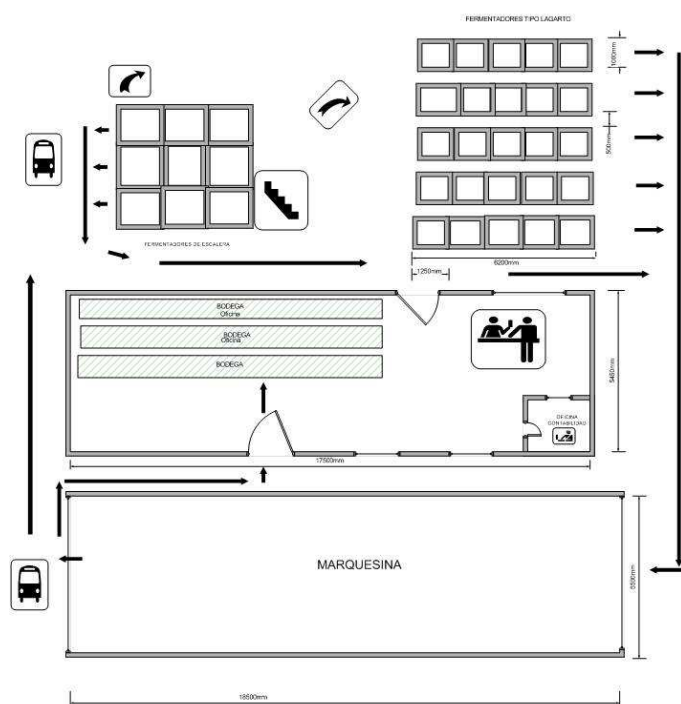 FERMENTADORES TIPO LAGARTO
1000mm
500mm
FERMENTADORES DE ESCALERA
6200mm
1250mm
BODEGA
Oficina
BODEGA
Oficina
BODEGA
5460mm
OFICINA
CONTABILIDAD
17500mm
MARQUESINA
5500mm
18500mm